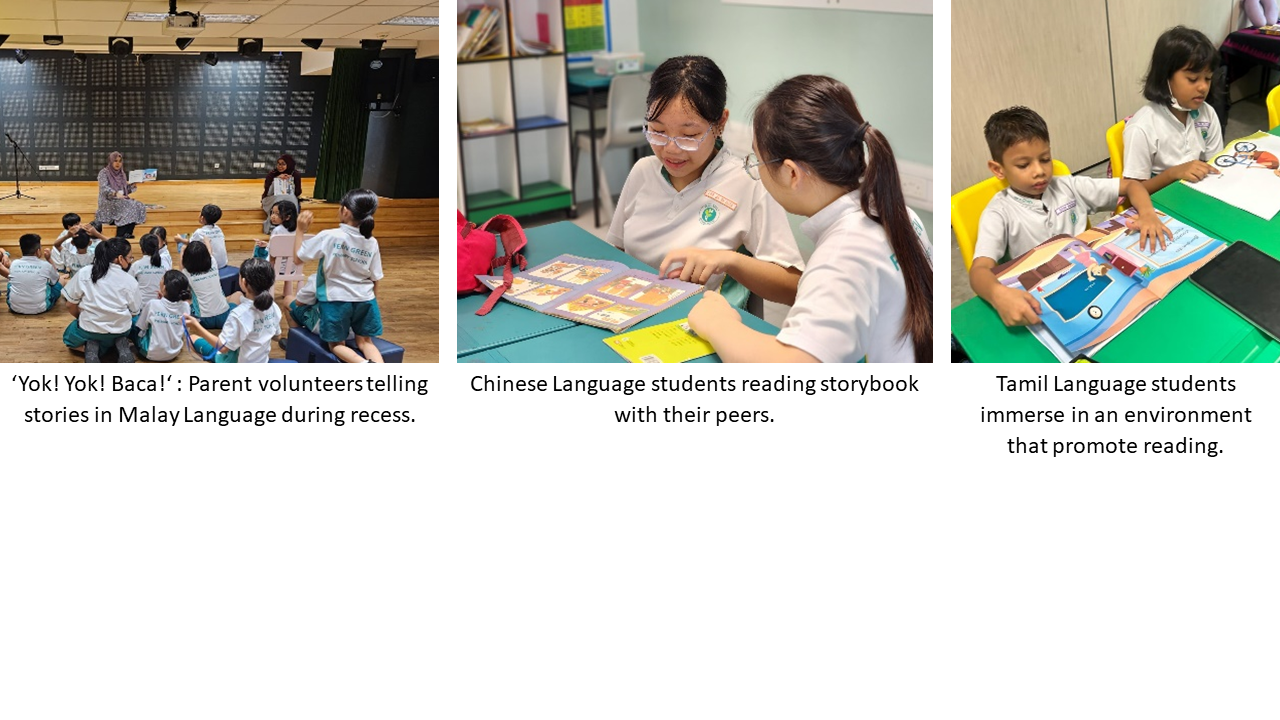 ‘Yok! Yok! Baca!‘ : Parent volunteers telling
stories in Malay Language during recess.
Chinese Language students reading storybook
with their peers.
Tamil Language students
immerse in an environment
that promote reading.